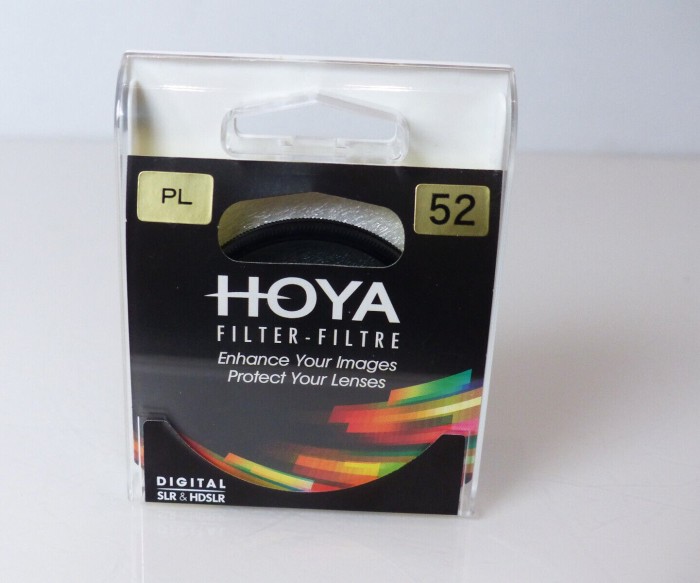 PL
52
HOYA
FILTER-FILTRE
Enhance Your Images
Protect Your Lenses
DIGITAL
SLR & HDSLR